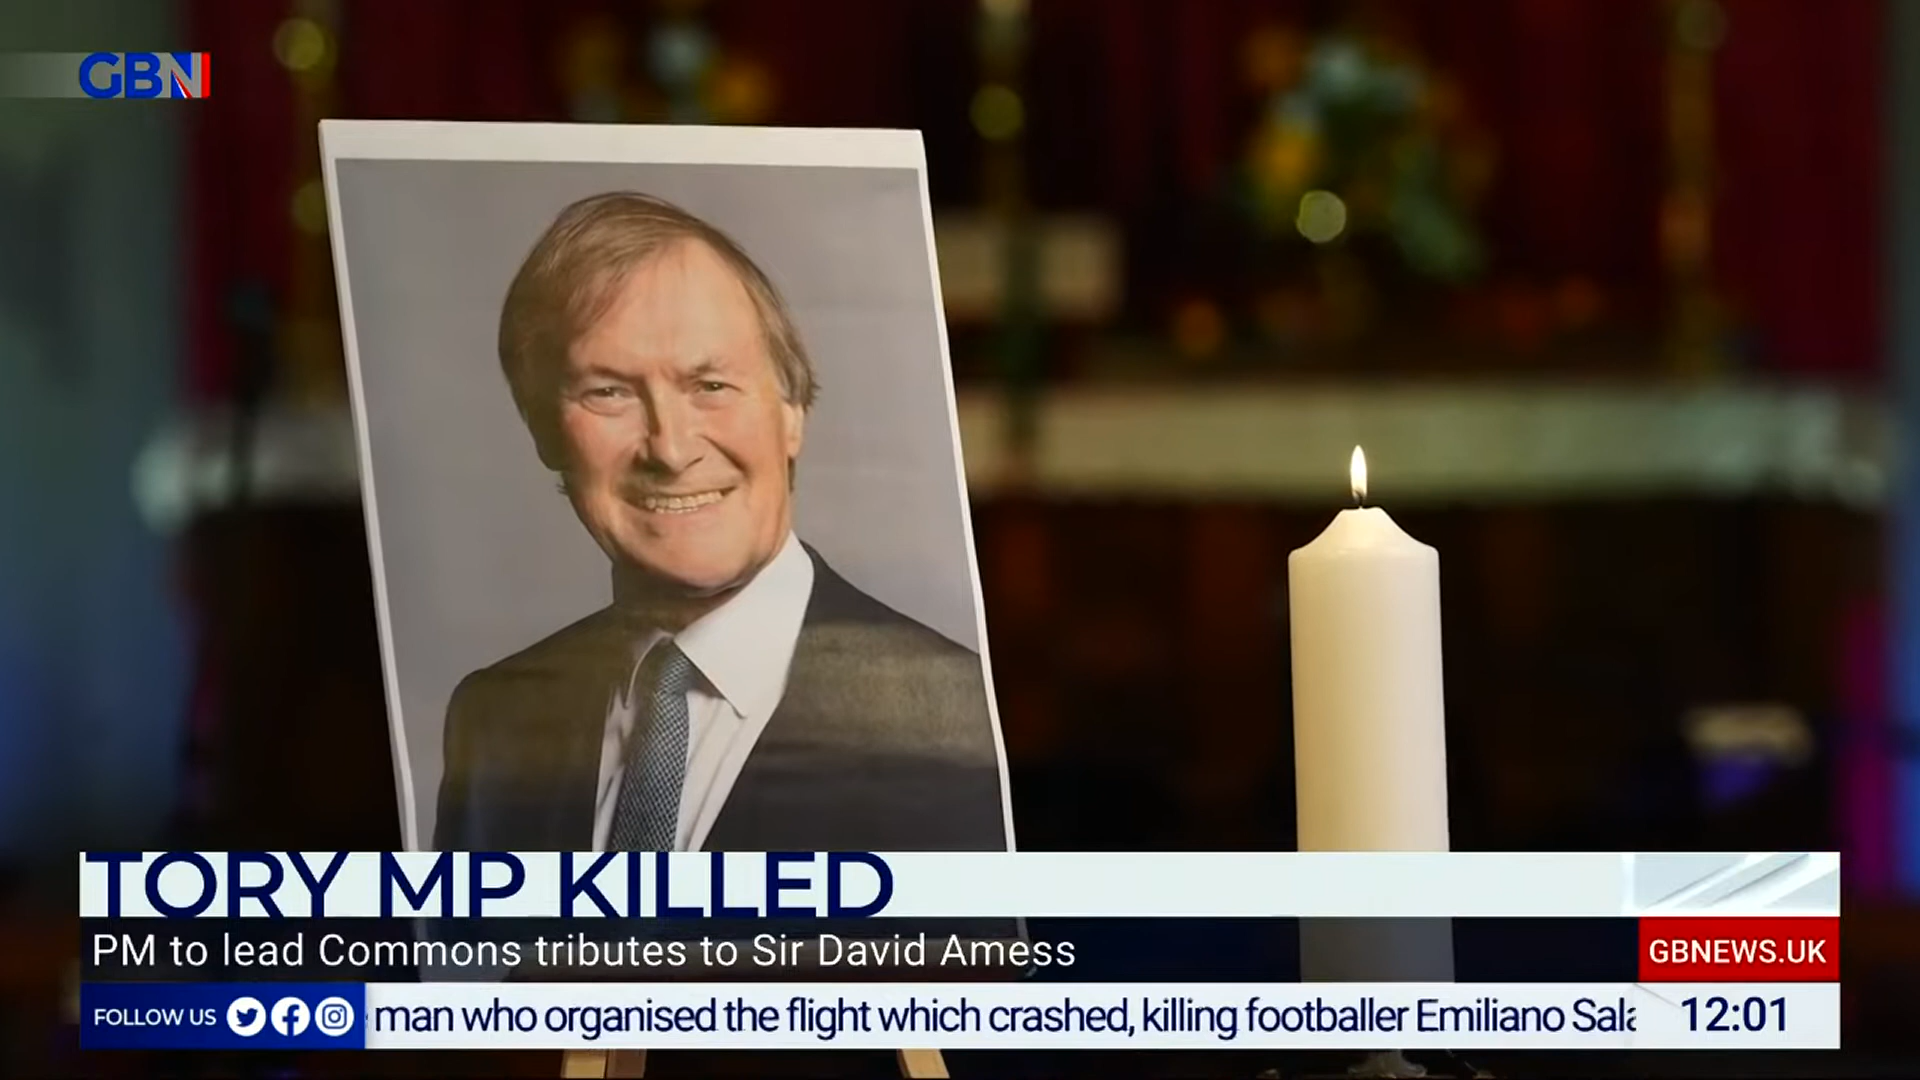 GBN
TORY MP KILLED
PM to lead Commons tributes to Sir David Amess
GBNEWS.UK
FOLLOW US
man who organised the flight which crashed, killing footballer Emiliano Sala
12:01